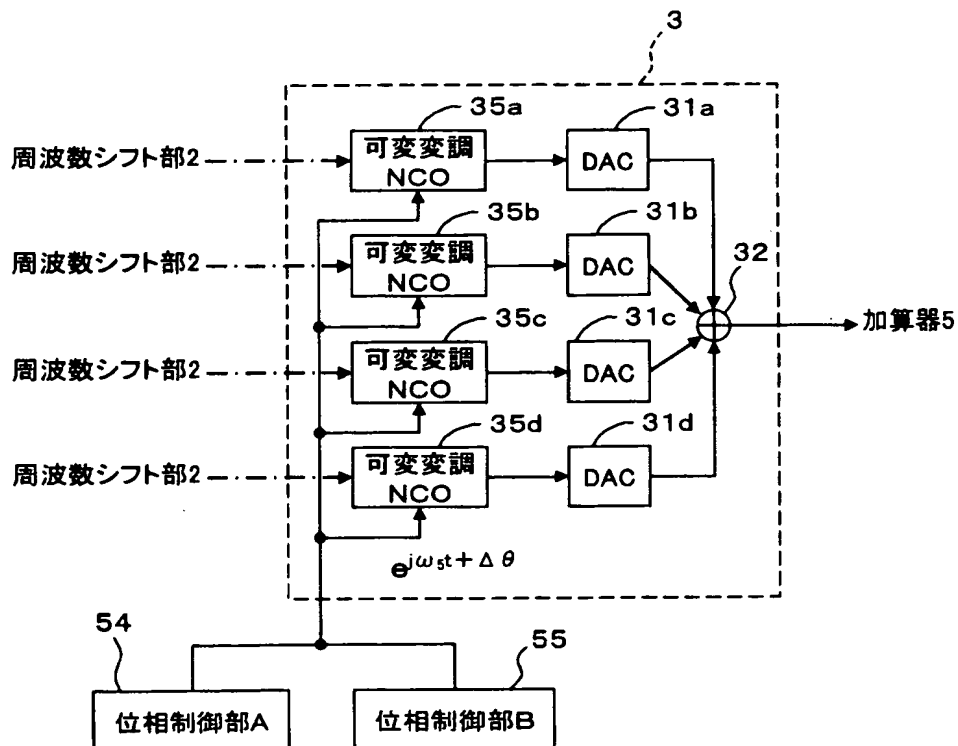 3
35a
31a
周波数シフト部2
可変変調
NCO
DAC
35b
31b
周波数シフト部2
可変変調
NCO
DAC
32
35c
31c
加算器5
周波数シフト部2
可変変調
NCO
DAC
35d
31d
周波数シフト部2
可変変調
NCO
DAC
e^{jω₅t+Δθ}
54
55
位相制御部A
位相制御部B